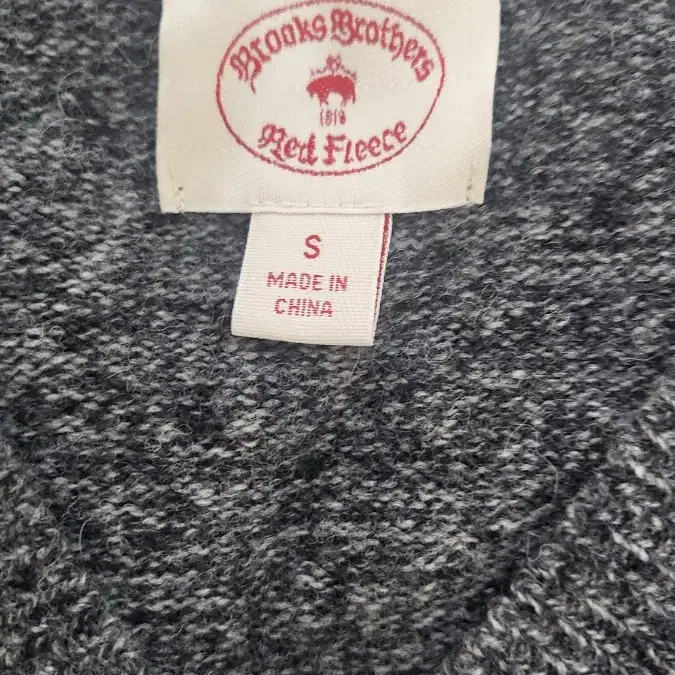 Brooks Brothers
1818
Red Fleece
S
MADE IN
CHINA